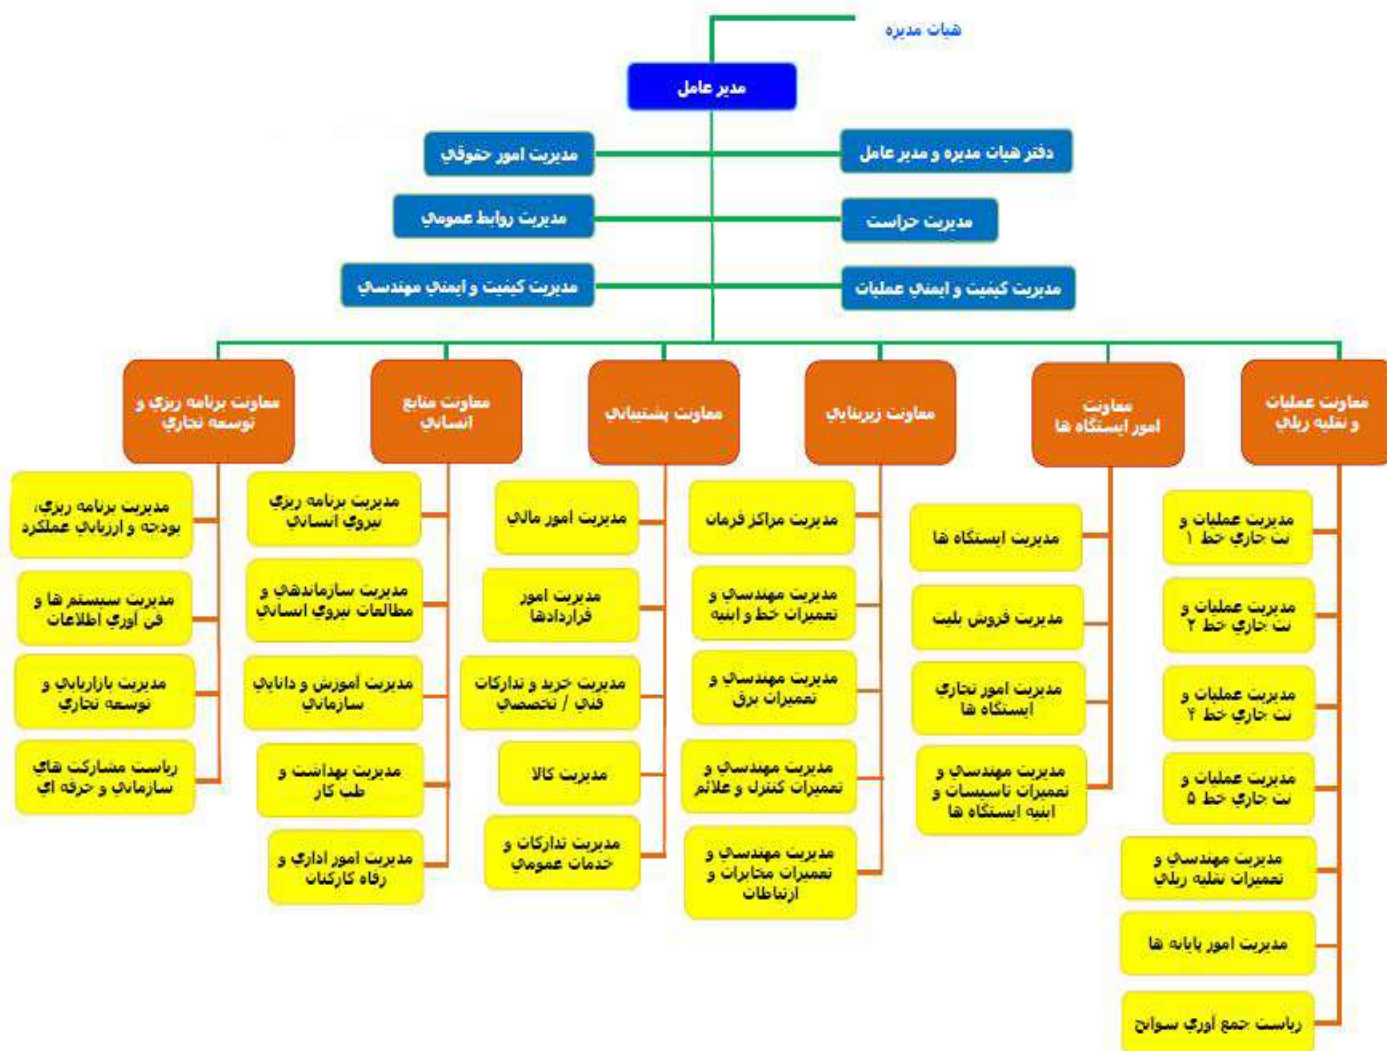 هيات مديره
مدير عامل
دفتر هيات مديره و مدير عامل
مديريت امور حقوقي
مديريت حراست
مديريت روابط عمومي
مديريت كيفيت و ايمني عمليات
مديريت كيفيت و ايمني مهندسي
معاونت عمليات
و نقليه ريلي
معاونت
امور ايستگاه ها
معاونت زيربنايي
معاونت پشتيباني
معاونت منابع
انساني
معاونت برنامه ريزي و
توسعه تجاري
مديريت عمليات و
نت جاري خط ۱
مديريت عمليات و
نت جاري خط ۲
مديريت عمليات و
نت جاري خط ۴
مديريت عمليات و
نت جاري خط ۵
مديريت مهندسي و
تعميرات نقليه ريلي
مديريت امور پايانه ها
رياست جمع آوري سوانح
مديريت ايستگاه ها
مديريت فروش بليت
مديريت امور تجاري
ايستگاه ها
مديريت مهندسي و
تعميرات تاسيسات و
ابنيه ايستگاه ها
مديريت مراكز فرمان
مديريت مهندسي و
تعميرات خط و ابنيه
مديريت مهندسي و
تعميرات برق
مديريت مهندسي و
تعميرات كنترل و علائم
مديريت مهندسي و
تعميرات مخابرات و
ارتباطات
مديريت امور مالي
مديريت امور
قراردادها
مديريت خريد و تداركات
فني / تخصصي
مديريت كالا
مديريت تداركات و
خدمات عمومي
مديريت برنامه ريزي
نيروي انساني
مديريت سازماندهي و
مطالعات نيروي انساني
مديريت آموزش و دانايي
سازماني
مديريت بهداشت و
طب كار
مديريت امور اداري و
رفاه كاركنان
مديريت برنامه ريزي،
بودجه و ارزيابي عملكرد
مديريت سيستم ها و
فن آوري اطلاعات
مديريت بازاريابي و
توسعه تجاري
رياست مشاركت هاي
سازماني و حرفه اي